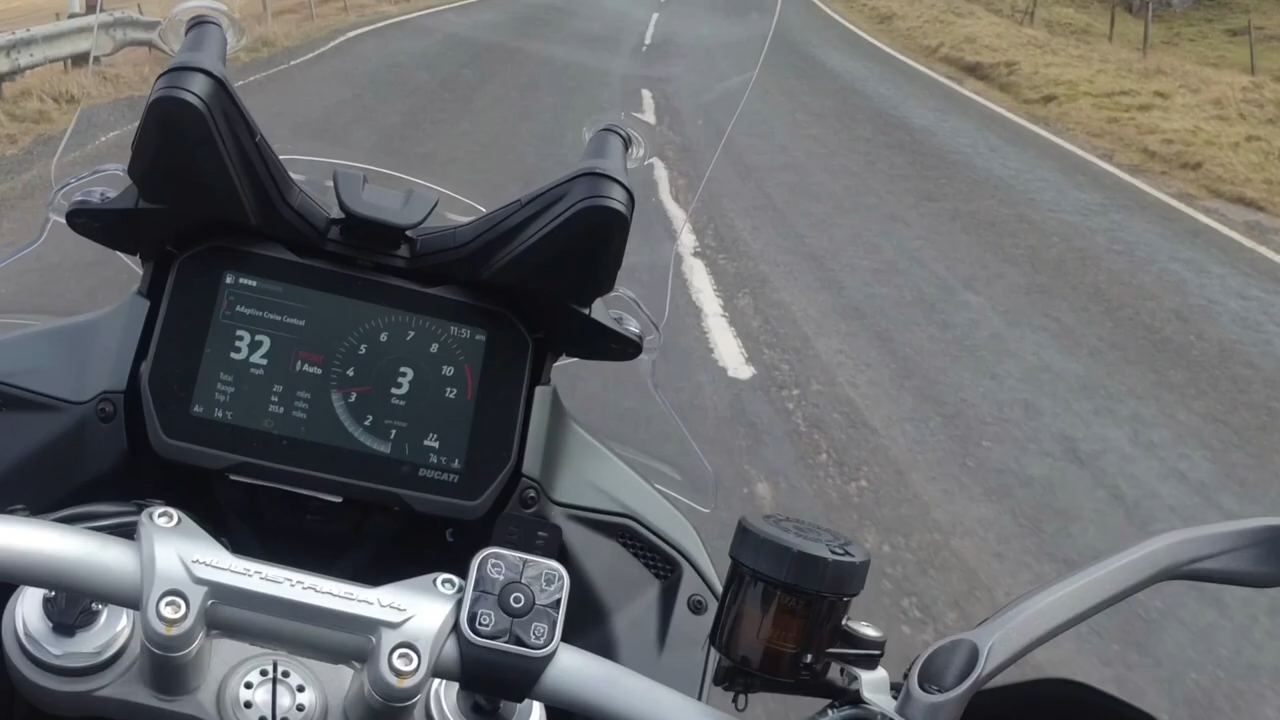 11:51
Adaptive Cruise Control
32
mph
Auto
Total 217 miles
Range 44 miles
Trip 1 215.0 miles
Air 14 °C
1 2 3 4 5 6 7 8 10 12
3
Gear
74 °C
DUCATI
MULTISTRADA V4